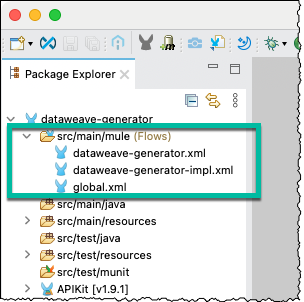 Package Explorer
dataweave-generator
src/main/mule (Flows)
dataweave-generator.xml
dataweave-generator-impl.xml
global.xml
src/main/java
src/main/resources
src/test/java
src/test/resources
src/test/munit
APIKit [v1.9.1]